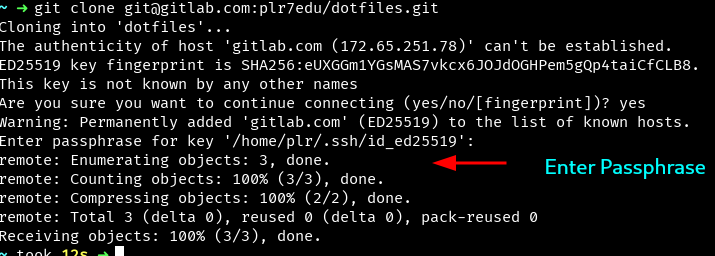 ~ ➜ git clone git@gitlab.com:plr7edu/dotfiles.git
Cloning into 'dotfiles'...
The authenticity of host 'gitlab.com (172.65.251.78)' can't be established.
ED25519 key fingerprint is SHA256:eUXGGm1YGsMAS7vkcx6JOJdOGHPem5gQp4taiCfCLB8.
This key is not known by any other names
Are you sure you want to continue connecting (yes/no/[fingerprint])? yes
Warning: Permanently added 'gitlab.com' (ED25519) to the list of known hosts.
Enter passphrase for key '/home/plr/.ssh/id_ed25519':
remote: Enumerating objects: 3, done.
Enter Passphrase
remote: Counting objects: 100% (3/3), done.
remote: Compressing objects: 100% (2/2), done.
remote: Total 3 (delta 0), reused 0 (delta 0), pack-reused 0
Receiving objects: 100% (3/3), done.
~ took 12s ➜